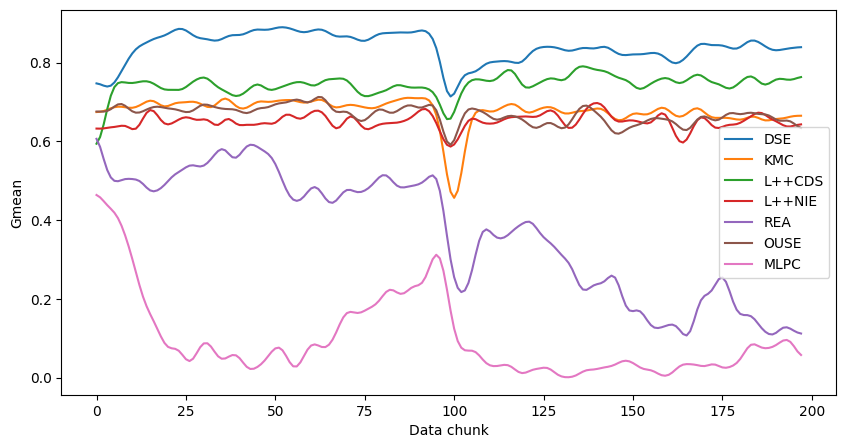 Gmean
0.8
0.6
0.4
0.2
0.0
DSE
KMC
L++CDS
L++NIE
REA
OUSE
MLPC
0 25 50 75 100 125 150 175 200
Data chunk